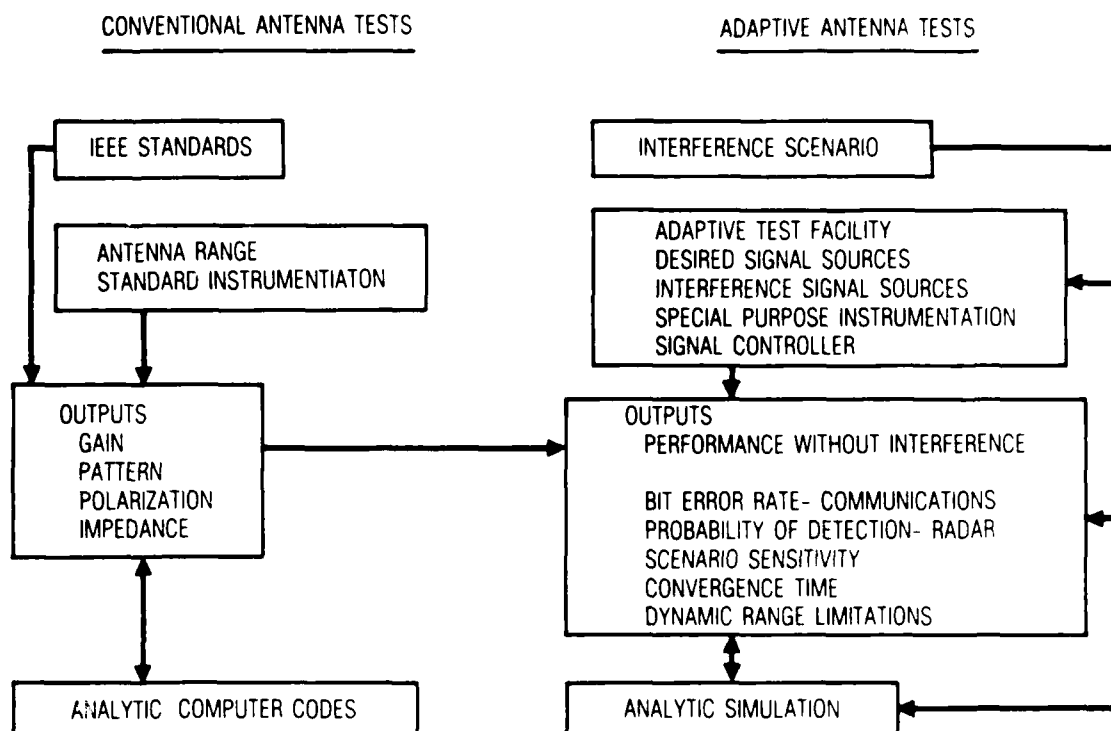 CONVENTIONAL ANTENNA TESTS
IEEE STANDARDS
ANTENNA RANGE
STANDARD INSTRUMENTIATON
OUTPUTS
GAIN
PATTERN
POLARIZATION
IMPEDANCE
ANALYTIC COMPUTER CODES
ADAPTIVE ANTENNA TESTS
INTERFERENCE SCENARIO
ADAPTIVE TEST FACILITY
DESIRED SIGNAL SOURCES
INTERFERENCE SIGNAL SOURCES
SPECIAL PURPOSE INSTRUMENTATION
SIGNAL CONTROLLER
OUTPUTS
PERFORMANCE WITHOUT INTERFERENCE
BIT ERROR RATE- COMMUNICATIONS
PROBABILITY OF DETECTION- RADAR
SCENARIO SENSITIVITY
CONVERGENCE TIME
DYNAMIC RANGE LIMITATIONS
ANALYTIC SIMULATION